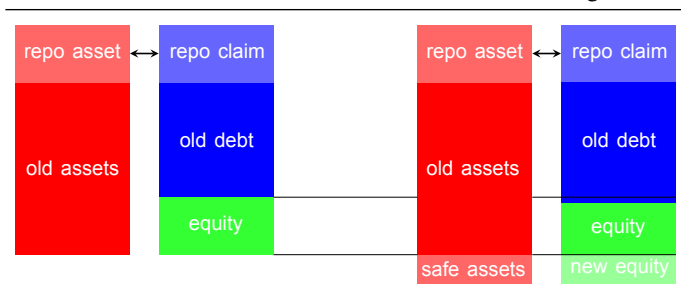 repo asset repo claim repo asset repo claim
old debt old debt
old assets old assets
equity equity
safe assets new equity